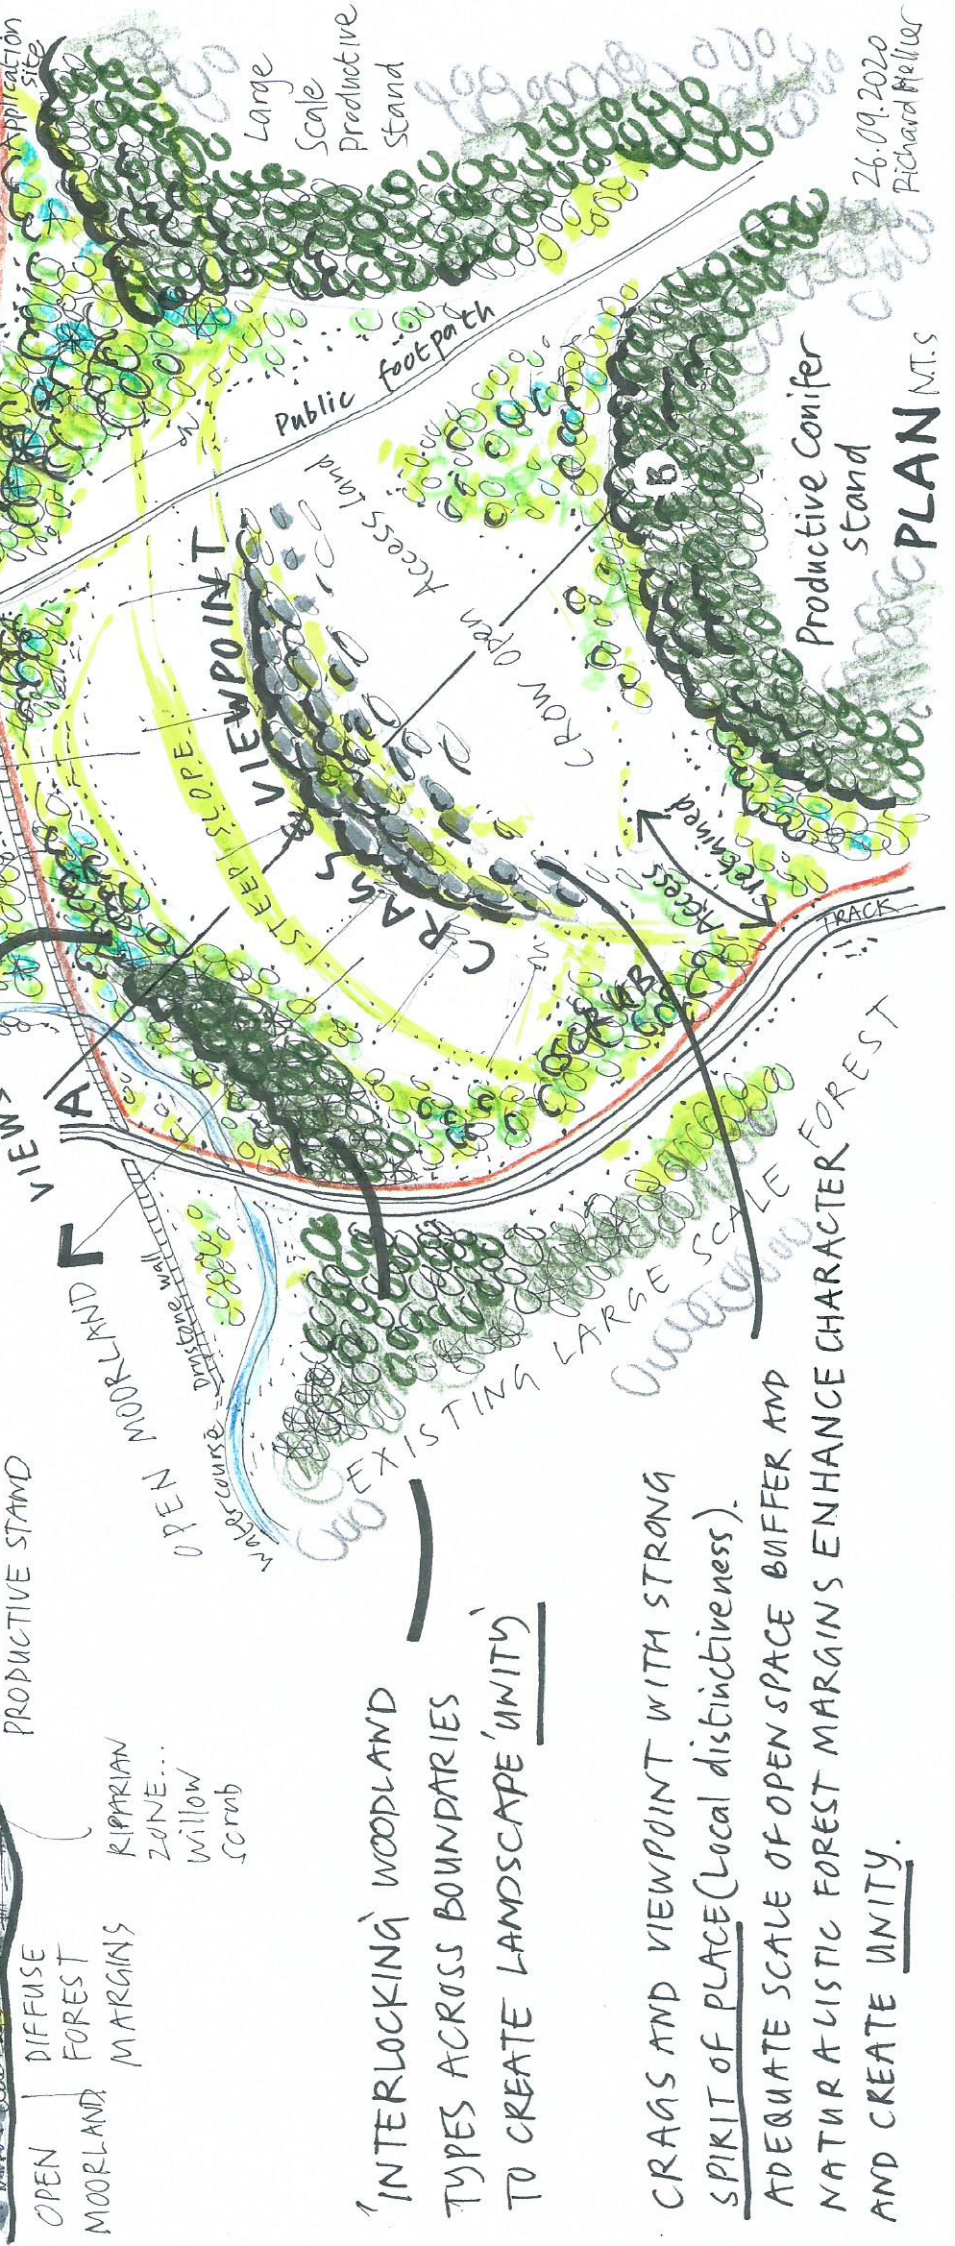 PRODUCTIVE STAND
OPEN
MOORLAND
DIFFUSE
FOREST
MARGINS
RIPARIAN
ZONE...
Willow
scrub
'INTERLOCKING' WOODLAND
TYPES ACROSS BOUNDARIES
TO CREATE LANDSCAPE 'UNITY'
CRAGS AND VIEWPOINT WITH STRONG
SPIRIT OF PLACE (Local distinctiveness).
ADEQUATE SCALE OF OPEN SPACE BUFFER AND
NATURALISTIC FOREST MARGINS ENHANCE CHARACTER
AND CREATE UNITY.
VIEW>
VIEW
OPEN MOORLAND
Drystone wall
Watercourse
A
EXISTING LARGE SCALE FOREST
STEEP SLOPE
CRAGS
VIEWPOINT
CROW open Access land
Public footpath
Access
Streamlined
TRACK
B
Application
site
Large
Scale
Productive
Stand
Productive Conifer
Stand
PLAN N.T.S
26.09.2020